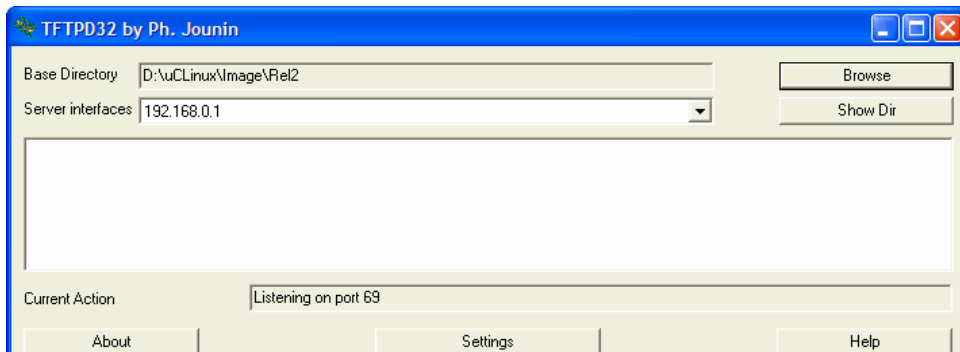 TFTPD32 by Ph. Jounin
Base Directory D:\uCLinux\Image\Rel2 Browse
Server interfaces 192.168.0.1 Show Dir
Current Action Listening on port 69
About Settings Help